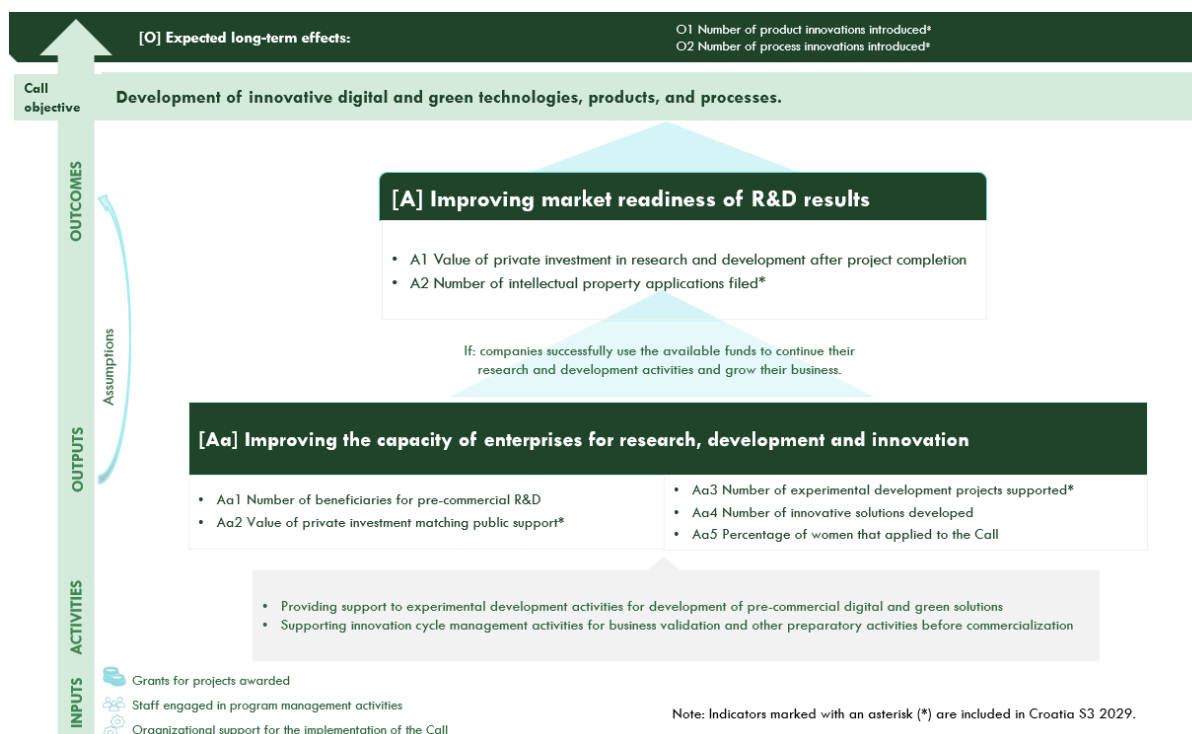 [O] Expected long-term effects:
O1 Number of product innovations introduced*
O2 Number of process innovations introduced*
Call
objective
Development of innovative digital and green technologies, products, and processes.
OUTCOMES
[A] Improving market readiness of R&D results
• A1 Value of private investment in research and development after project completion
• A2 Number of intellectual property applications filed*
Assumptions
If: companies successfully use the available funds to continue their
research and development activities and grow their business.
OUTPUTS
[Aa] Improving the capacity of enterprises for research, development and innovation
• Aa1 Number of beneficiaries for pre-commercial R&D
• Aa2 Value of private investment matching public support*
• Aa3 Number of experimental development projects supported*
• Aa4 Number of innovative solutions developed
• Aa5 Percentage of women that applied to the Call
ACTIVITIES
• Providing support to experimental development activities for development of pre-commercial digital and green solutions
• Supporting innovation cycle management activities for business validation and other preparatory activities before commercialization
INPUTS
Grants for projects awarded
Staff engaged in program management activities
Organizational support for the implementation of the Call
Note: Indicators marked with an asterisk (*) are included in Croatia S3 2029.